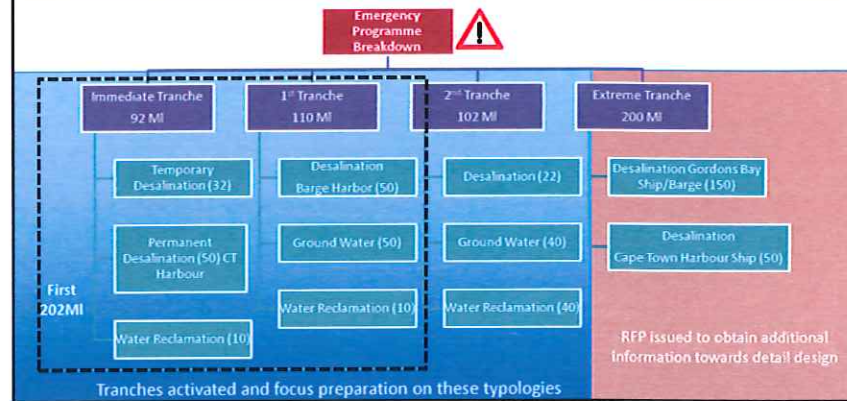 Emergency
Programme
Breakdown
Immediate Tranche
92 Ml
1st Tranche
110 Ml
2nd Tranche
102 Ml
Extreme Tranche
200 Ml
Temporary
Desalination (32)
Desalination
Barge Harbor (50)
Desalination (22)
Desalination Gordons Bay
Ship/Barge (150)
Permanent
Desalination (50) CT
Harbour
Ground Water (50)
Ground Water (40)
Desalination
Cape Town Harbour Ship (50)
First
202Ml
Water Reclamation (10)
Water Reclamation (10)
Water Reclamation (40)
RFP issued to obtain additional
Information towards detail design
Tranches activated and focus preparation on these typologies